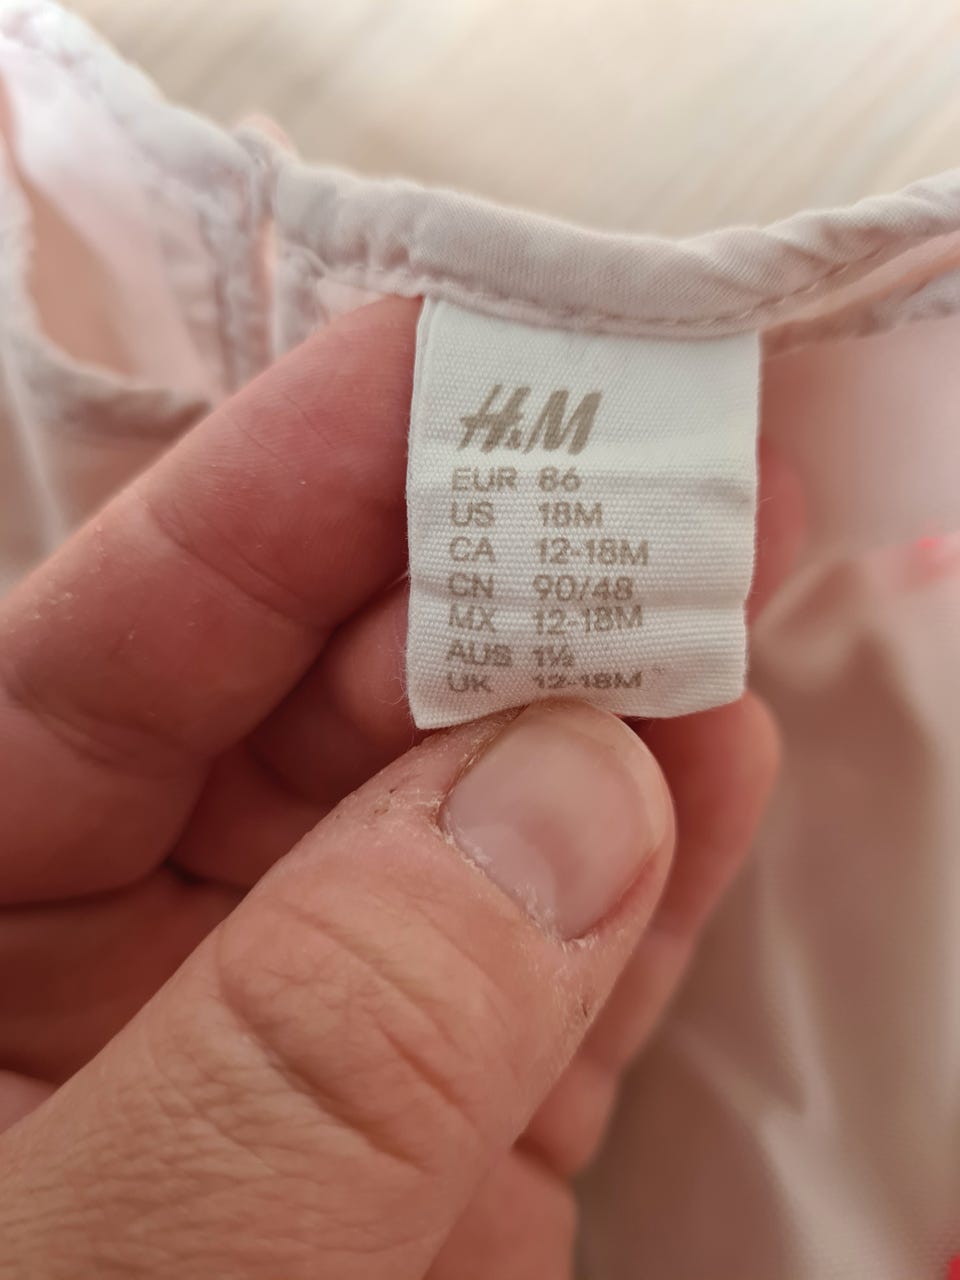 H&M
EUR 86
US 18M
CA 12-18M
CN 90/48
MX 12-18M
AUS 1½
UK 12-18M